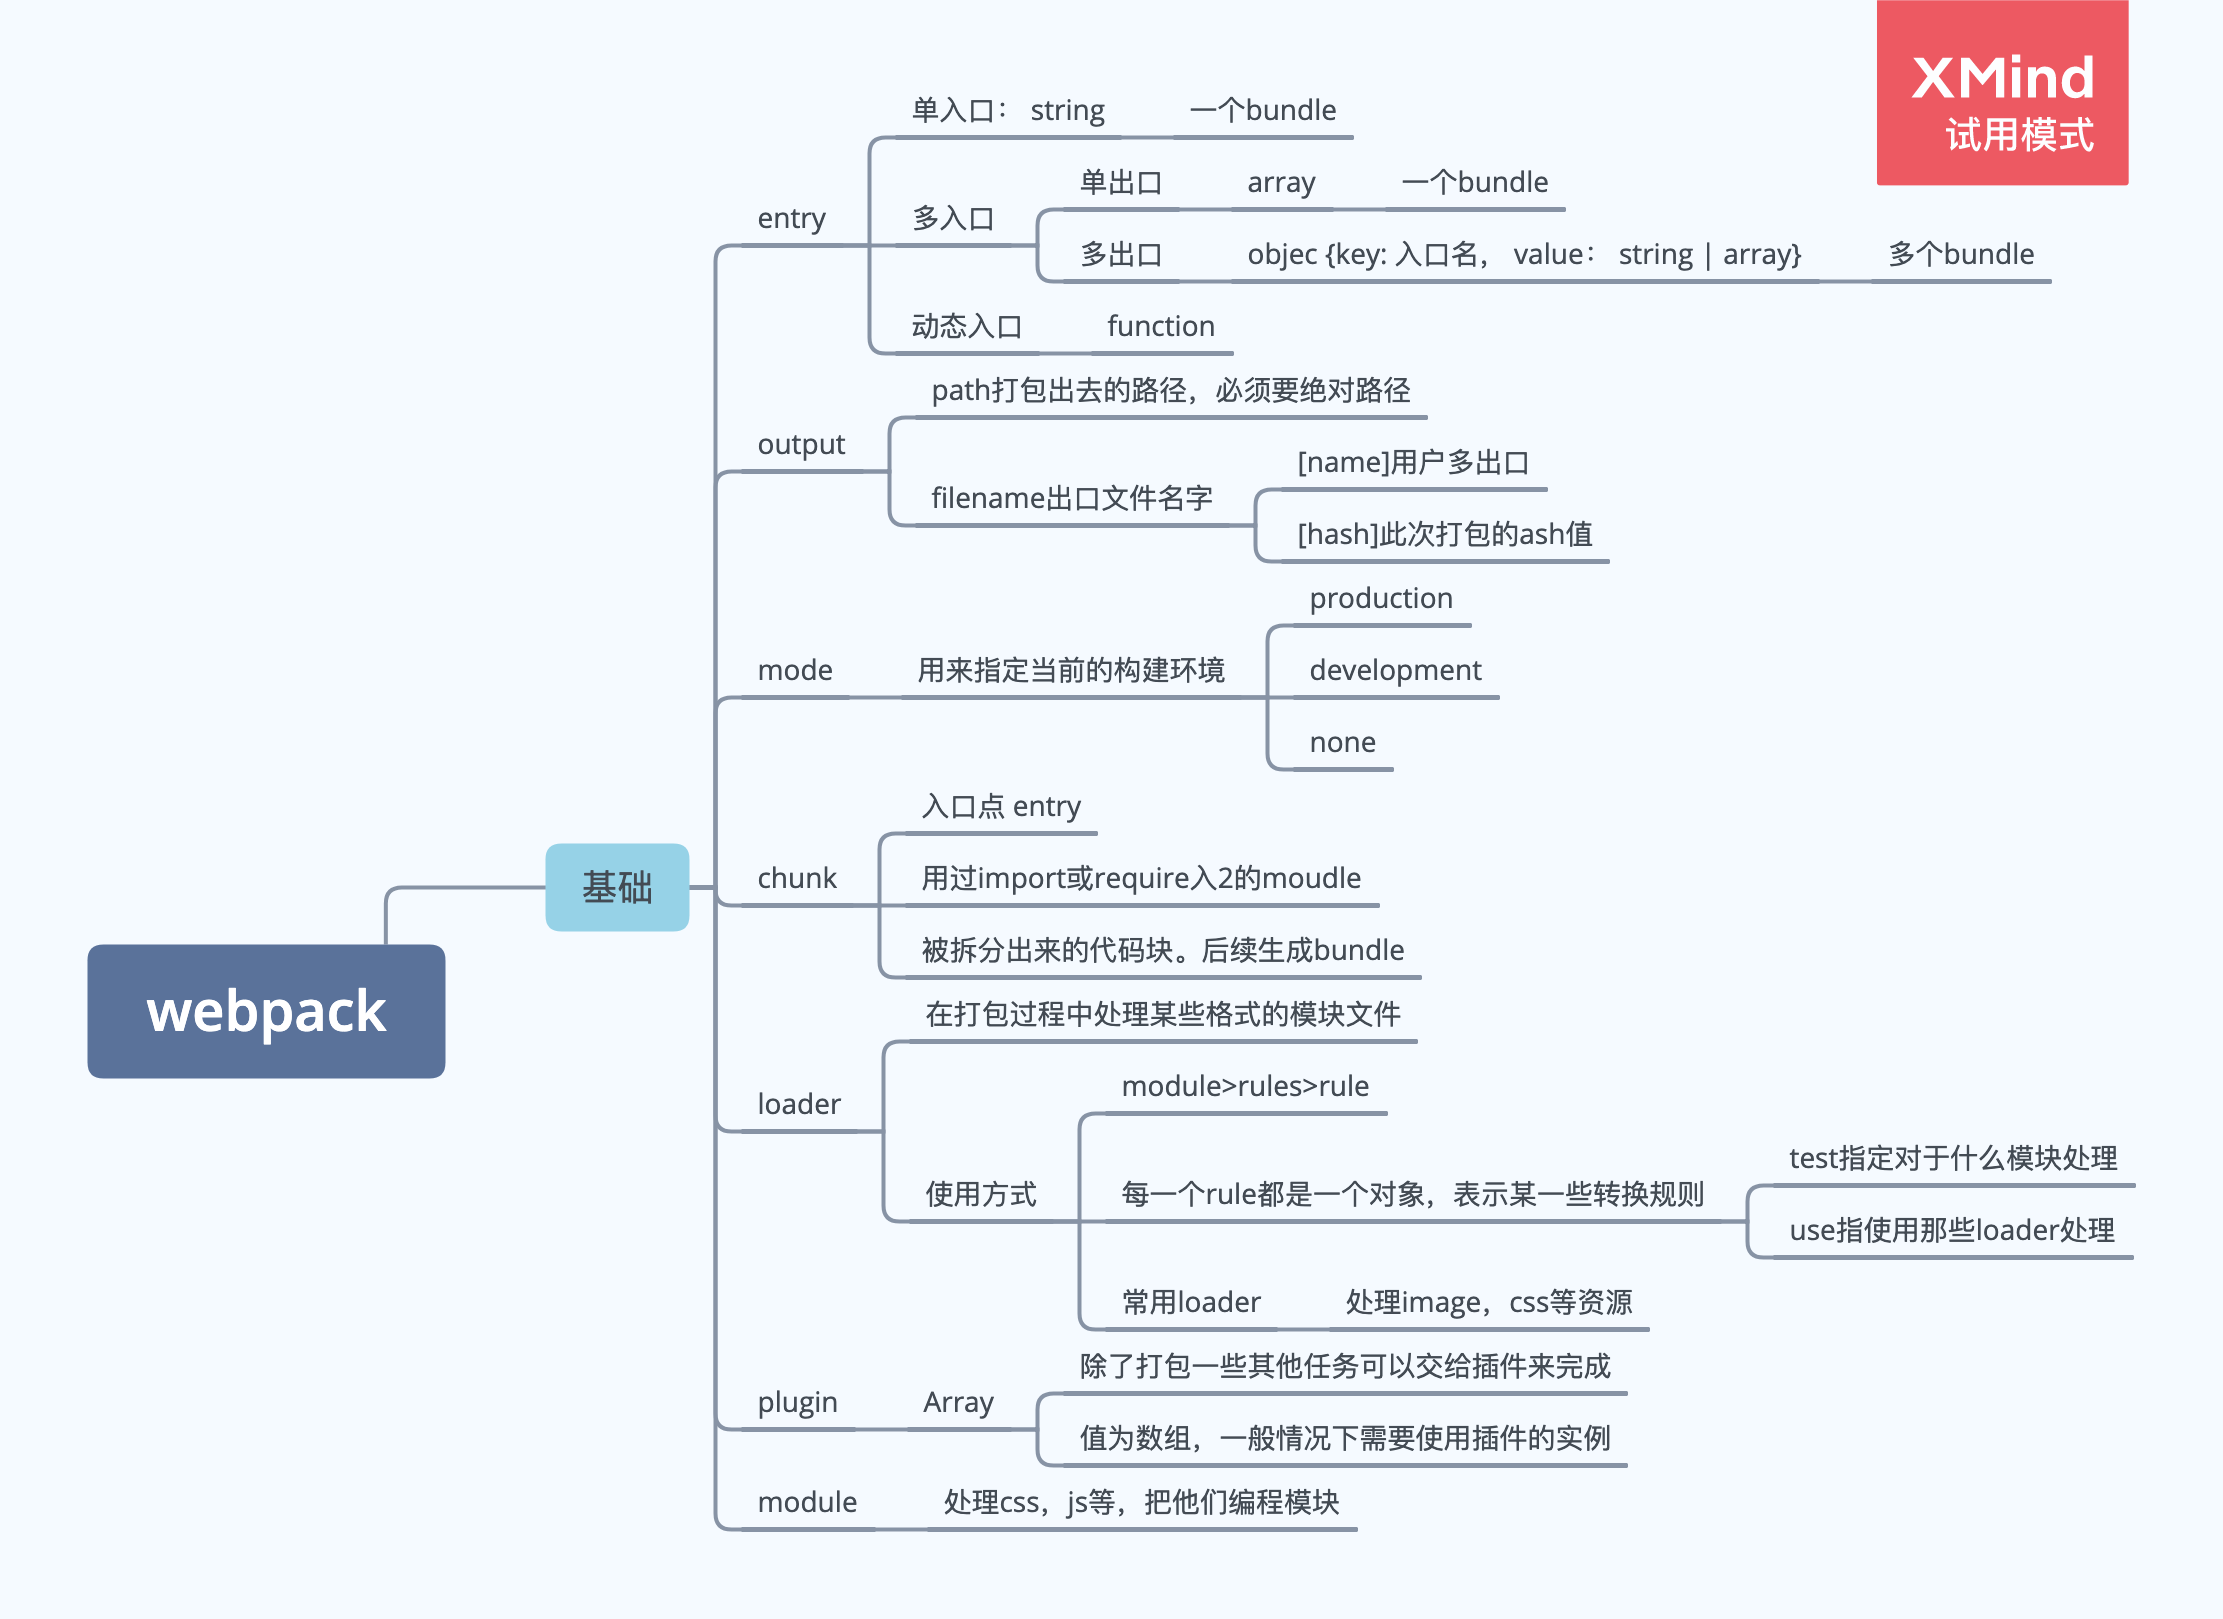 XMind
试用模式
webpack
基础
entry
单入口： string
一个bundle
多入口
单出口
array
一个bundle
多出口
objec {key: 入口名， value： string | array}
多个bundle
动态入口
function
output
path打包出去的路径，必须要绝对路径
filename出口文件名字
[name]用户多出口
[hash]此次打包的ash值
mode
用来指定当前的构建环境
production
development
none
chunk
入口点 entry
用过import或require入2的moudle
被拆分出来的代码块。后续生成bundle
loader
在打包过程中处理某些格式的模块文件
使用方式
module>rules>rule
每一个rule都是一个对象，表示某一些转换规则
test指定对于什么模块处理
use指使用那些loader处理
常用loader
处理image，css等资源
plugin
Array
除了打包一些其他任务可以交给插件来完成
值为数组，一般情况下需要使用插件的实例
module
处理css，js等，把他们编程模块